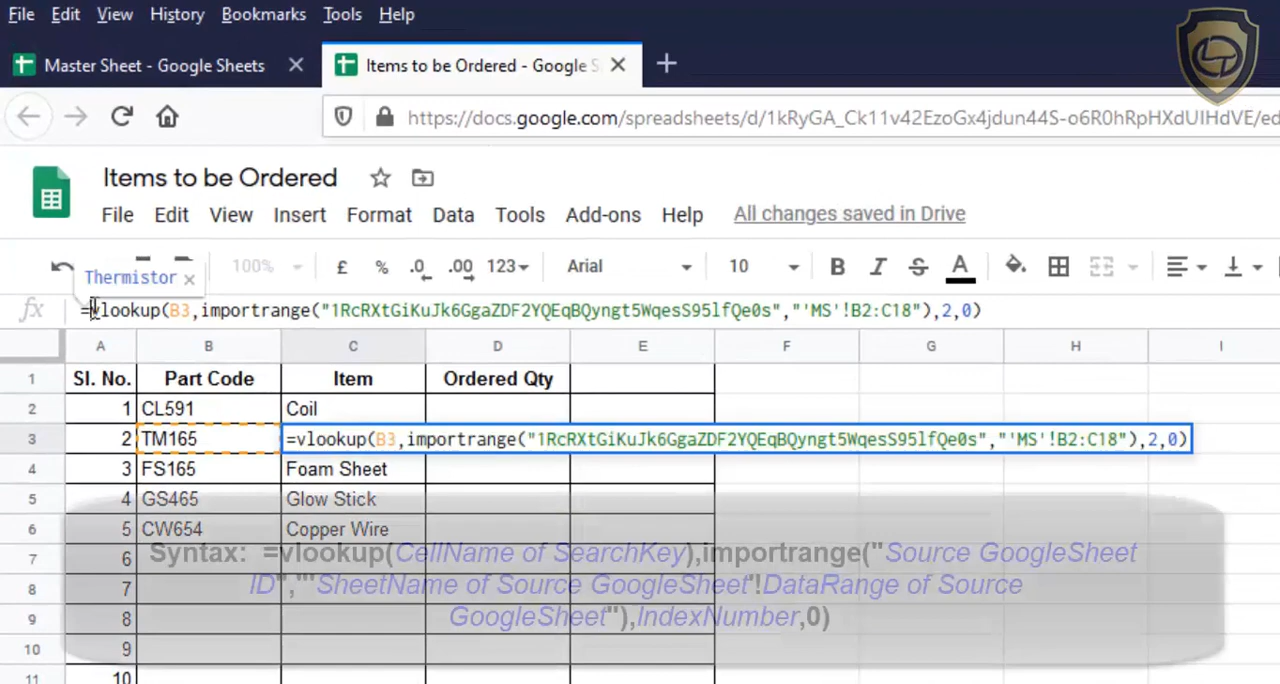 File Edit View History Bookmarks Tools Help
Master Sheet - Google Sheets × Items to be Ordered - Google S × +
https://docs.google.com/spreadsheets/d/1kRyGA_Ck11v42EzoGx4jdun44S-o6R0hRpHXdUIHdVE/ed
Items to be Ordered
File Edit View Insert Format Data Tools Add-ons Help All changes saved in Drive
100% £ % .0 .00 123 Arial 10 B I S A
Thermistor ×
fx =vlookup(B3,importrange("1RcRXtGiKuJk6GgaZDF2YQEqBQyngt5WqesS95lfQe0s","'MS'!B2:C18"),2,0)
A B C D E F G H I
1 Sl. No. Part Code Item Ordered Qty
2 1 CL591 Coil
3 2 TM165 =vlookup(B3,importrange("1RcRXtGiKuJk6GgaZDF2YQEqBQyngt5WqesS95lfQe0s","'MS'!B2:C18"),2,0)
4 3 FS165 Foam Sheet
5 4 GS465 Glow Stick
6 5 CW654 Copper Wire
7 6
8 7
9 8
10 9
11 10
Syntax: =vlookup(CellName of SearchKey),importrange("Source GoogleSheet
ID","'SheetName of Source GoogleSheet'!DataRange of Source
GoogleSheet"),IndexNumber,0)